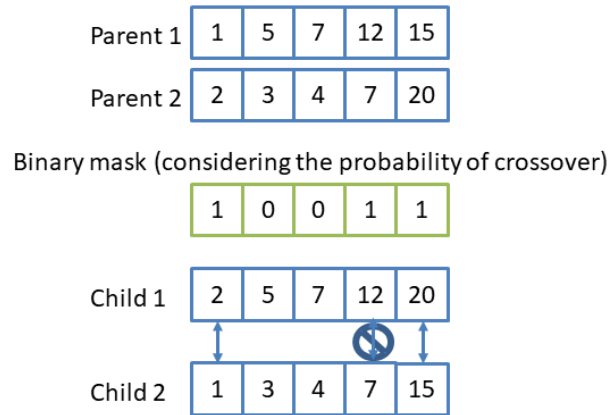 Parent 1 1 5 7 12 15
Parent 2 2 3 4 7 20
Binary mask (considering the probability of crossover)
1 0 0 1 1
Child 1 2 5 7 12 20
Child 2 1 3 4 7 15